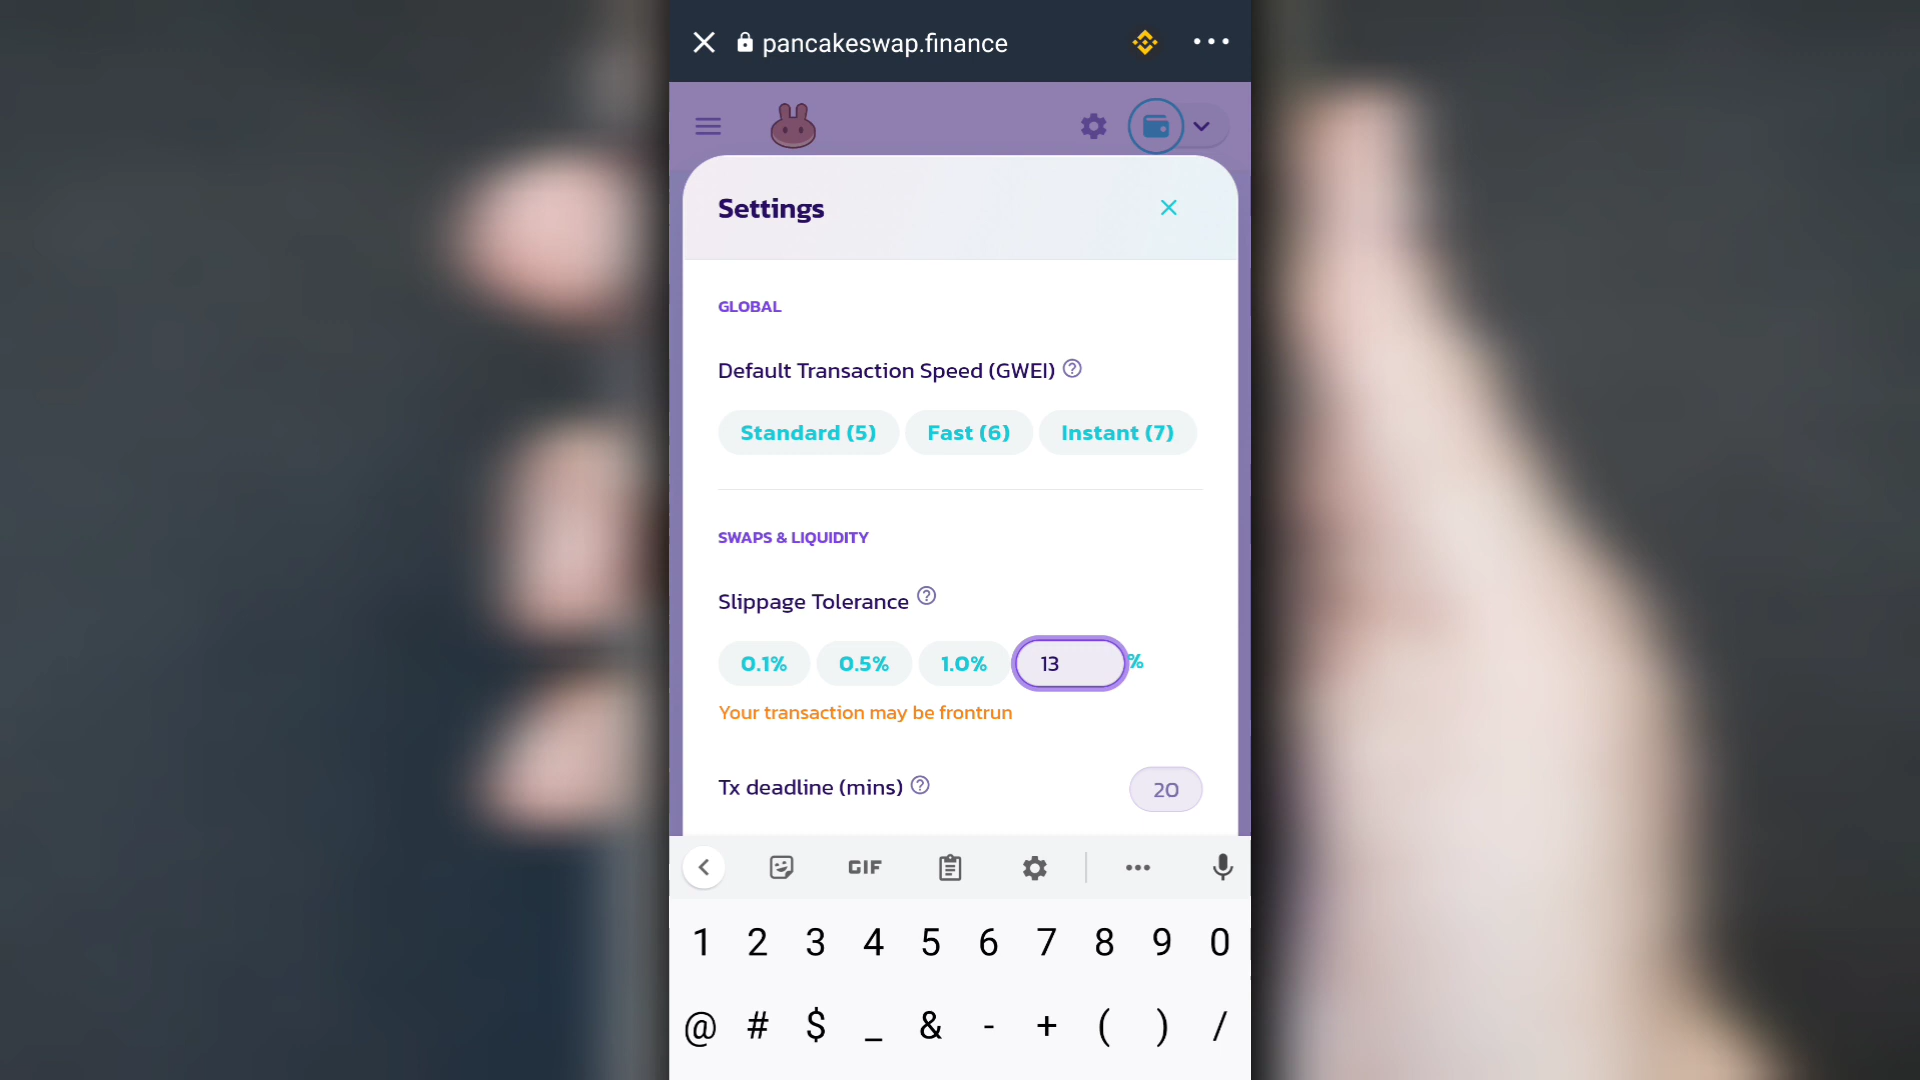 pancakeswap.finance
Settings
GLOBAL
Default Transaction Speed (GWEI)
Standard (5) Fast (6) Instant (7)
SWAPS & LIQUIDITY
Slippage Tolerance
0.1% 0.5% 1.0% 13 %
Your transaction may be frontrun
Tx deadline (mins) 20
GIF
1 2 3 4 5 6 7 8 9 0
@ # $ _ & - + ( ) /